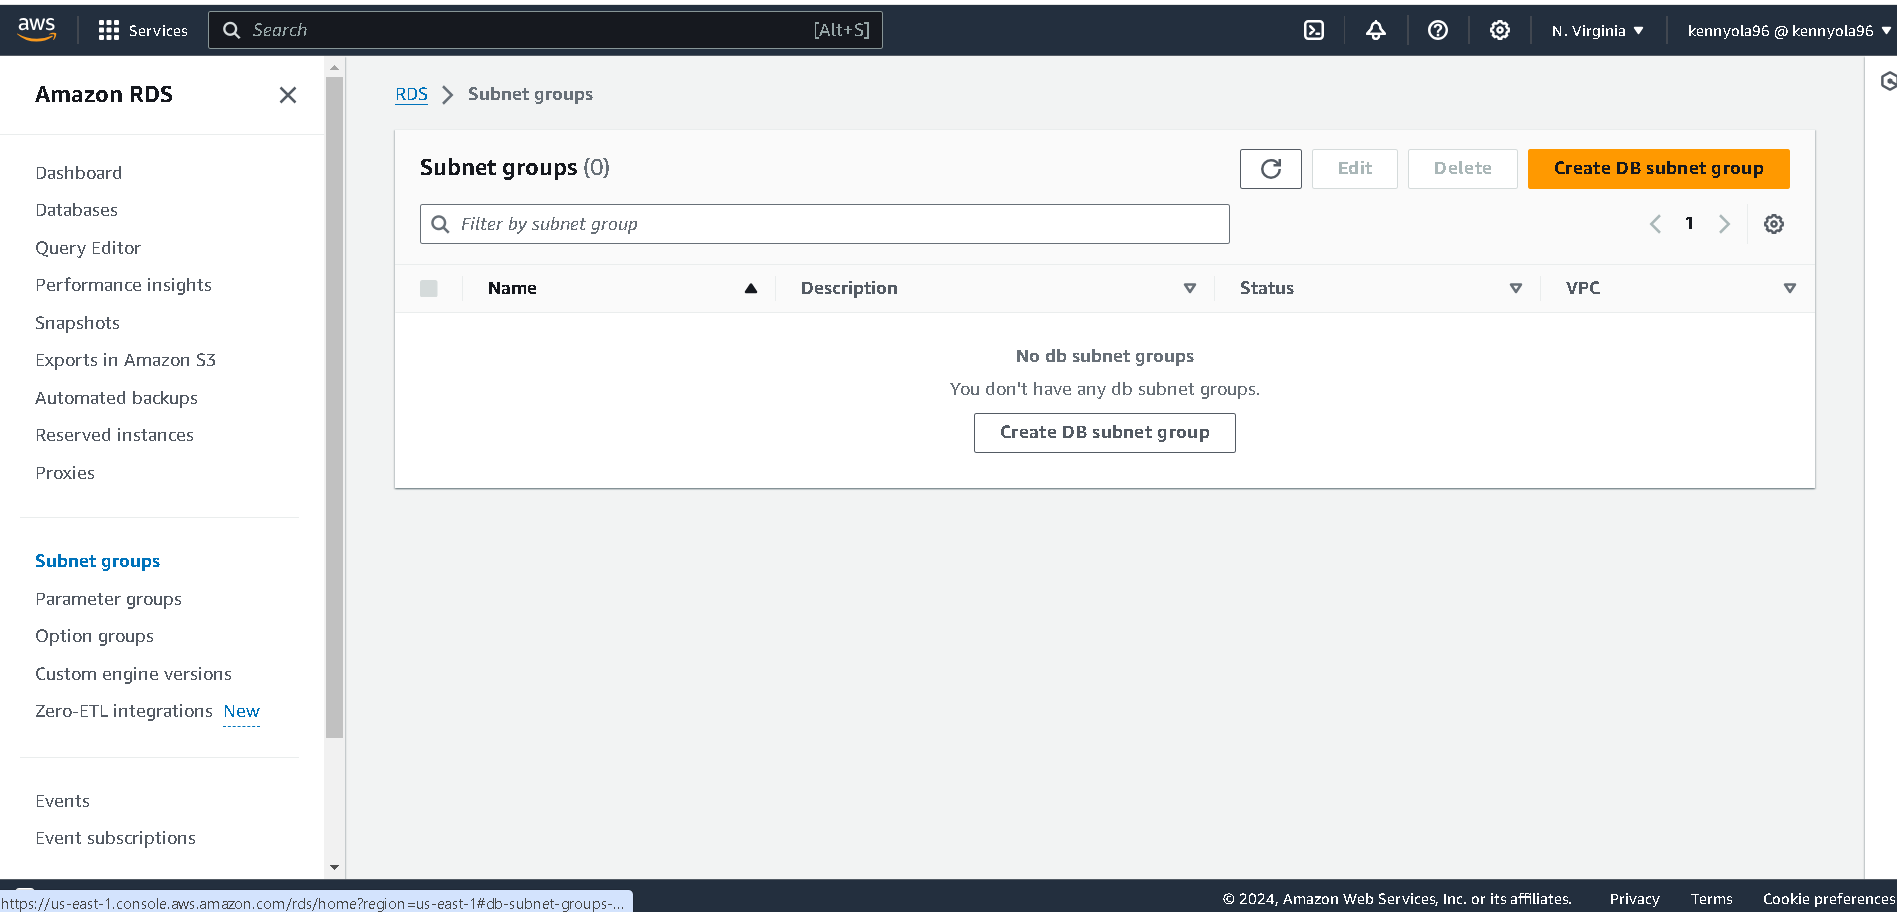 aws
Services
Search
[Alt+S]
N. Virginia
kennyola96 @ kennyola96
Amazon RDS
Dashboard
Databases
Query Editor
Performance insights
Snapshots
Exports in Amazon S3
Automated backups
Reserved instances
Proxies
Subnet groups
Parameter groups
Option groups
Custom engine versions
Zero-ETL integrations New
Events
Event subscriptions
RDS > Subnet groups
Subnet groups (0)
Edit
Delete
Create DB subnet group
Filter by subnet group
1
Name
Description
Status
VPC
No db subnet groups
You don't have any db subnet groups.
Create DB subnet group
https://us-east-1.console.aws.amazon.com/rds/home?region=us-east-1#db-subnet-groups-...
© 2024, Amazon Web Services, Inc. or its affiliates.
Privacy
Terms
Cookie preferences